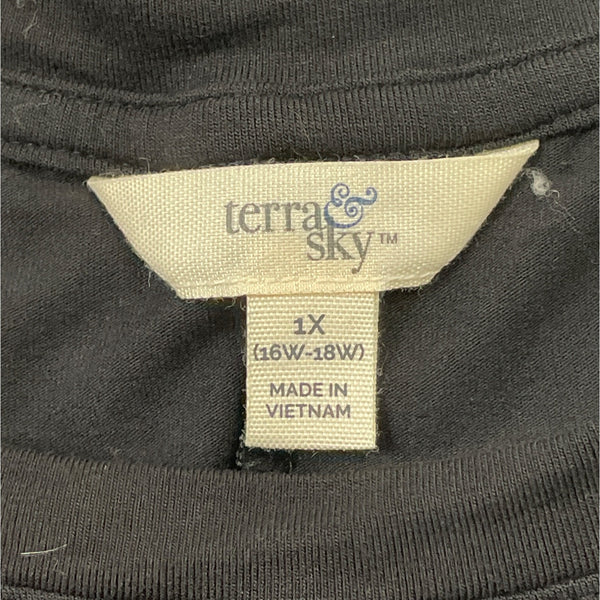 terra &
sky™
1X
(16W-18W)
MADE IN
VIETNAM